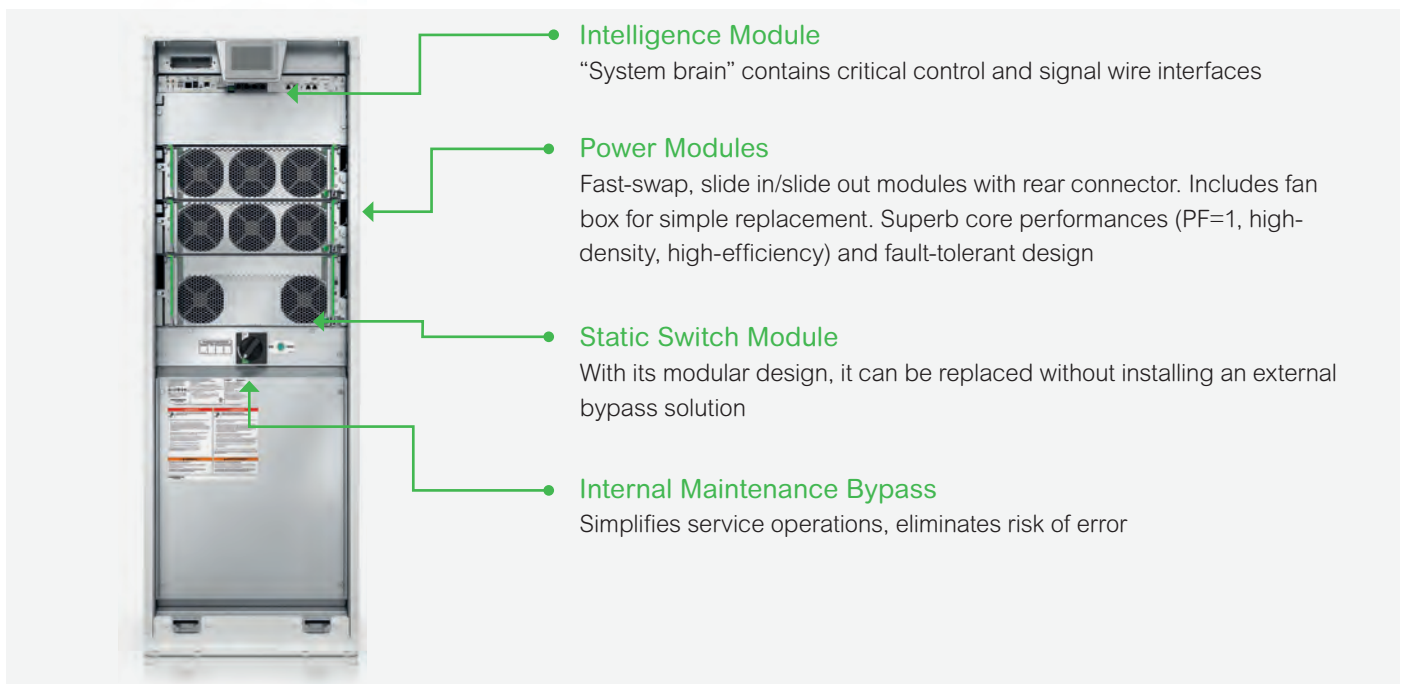 Intelligence Module
“System brain” contains critical control and signal wire interfaces
Power Modules
Fast-swap, slide in/slide out modules with rear connector. Includes fan
box for simple replacement. Superb core performances (PF=1, high-
density, high-efficiency) and fault-tolerant design
Static Switch Module
With its modular design, it can be replaced without installing an external
bypass solution
Internal Maintenance Bypass
Simplifies service operations, eliminates risk of error